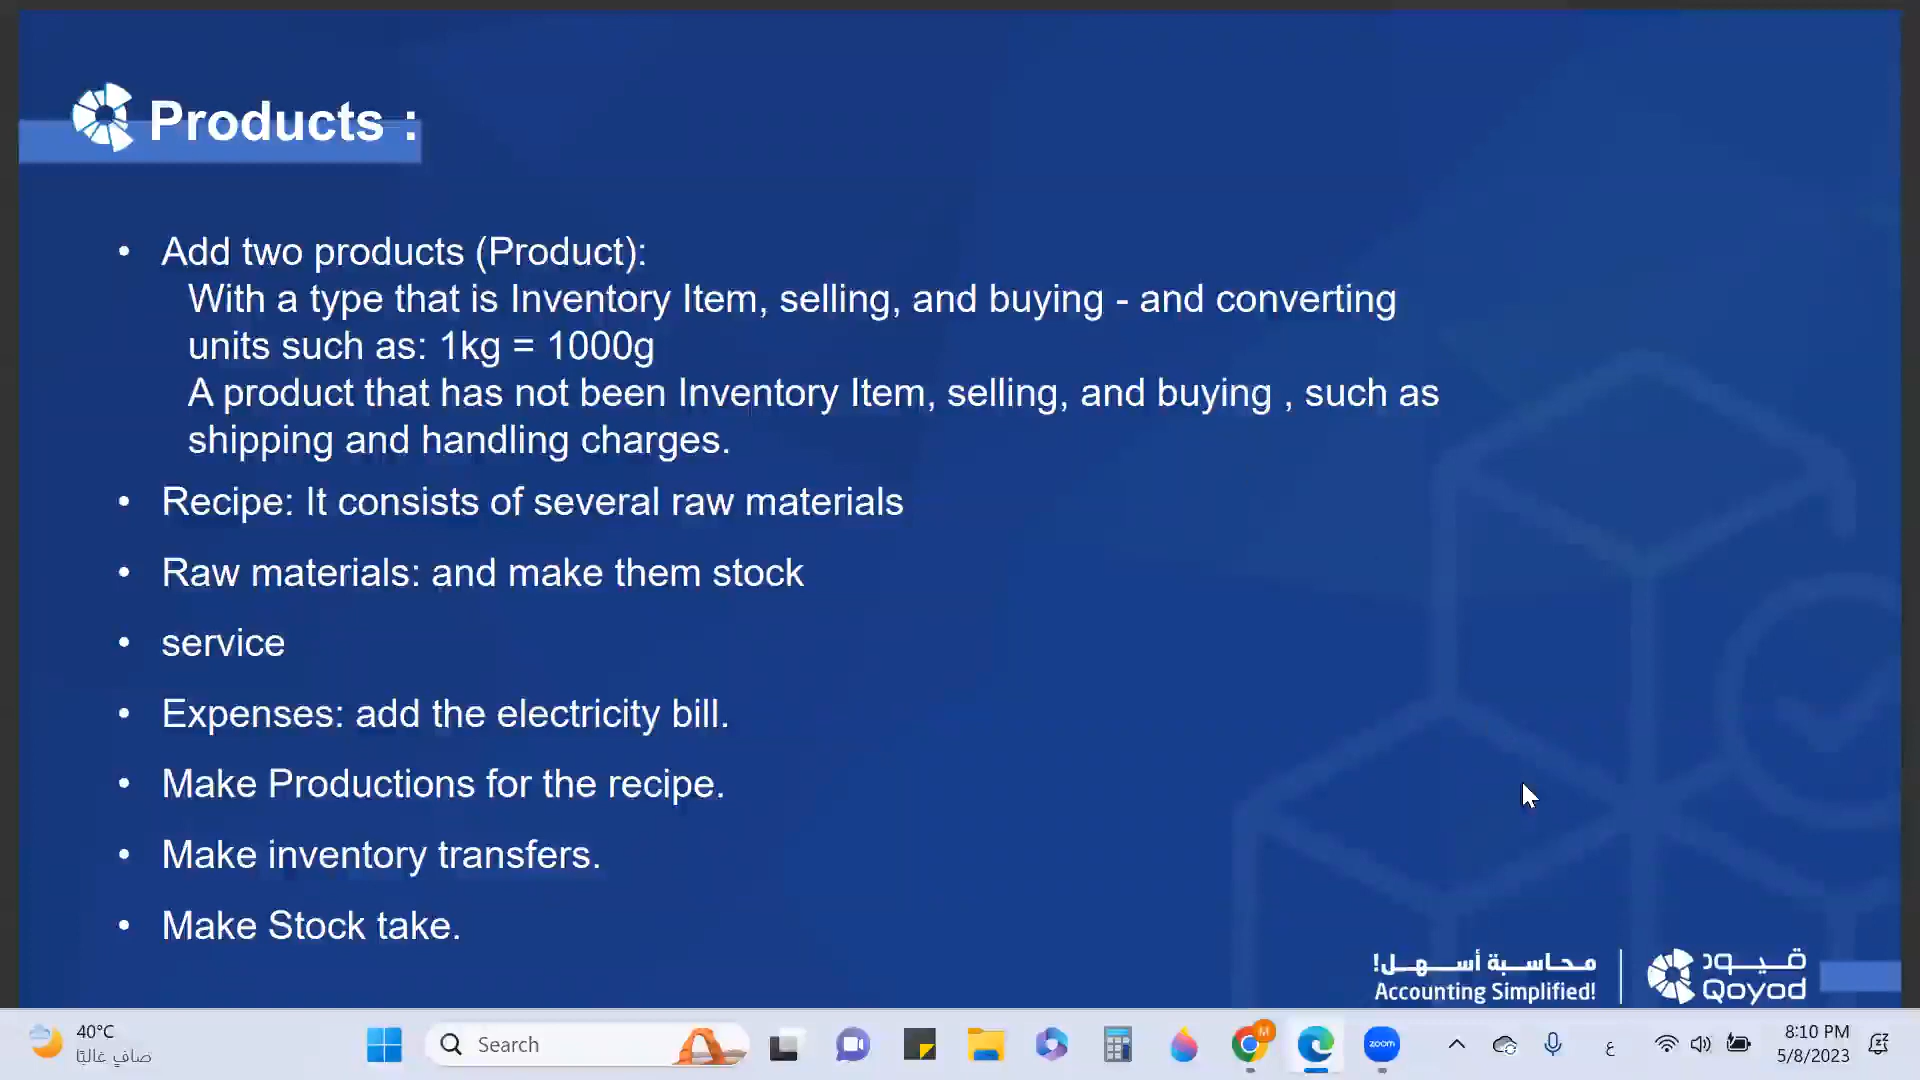 Products :
• Add two products (Product):
With a type that is Inventory Item, selling, and buying - and converting
units such as: 1kg = 1000g
A product that has not been Inventory Item, selling, and buying , such as
shipping and handling charges.
• Recipe: It consists of several raw materials
• Raw materials: and make them stock
• service
• Expenses: add the electricity bill.
• Make Productions for the recipe.
• Make inventory transfers.
• Make Stock take.
محاسبة أسهل!
Accounting Simplified!
قيود
Qoyod
40°C
صافٍ غالبًا
Search
M
zoom
ع
8:10 PM
5/8/2023